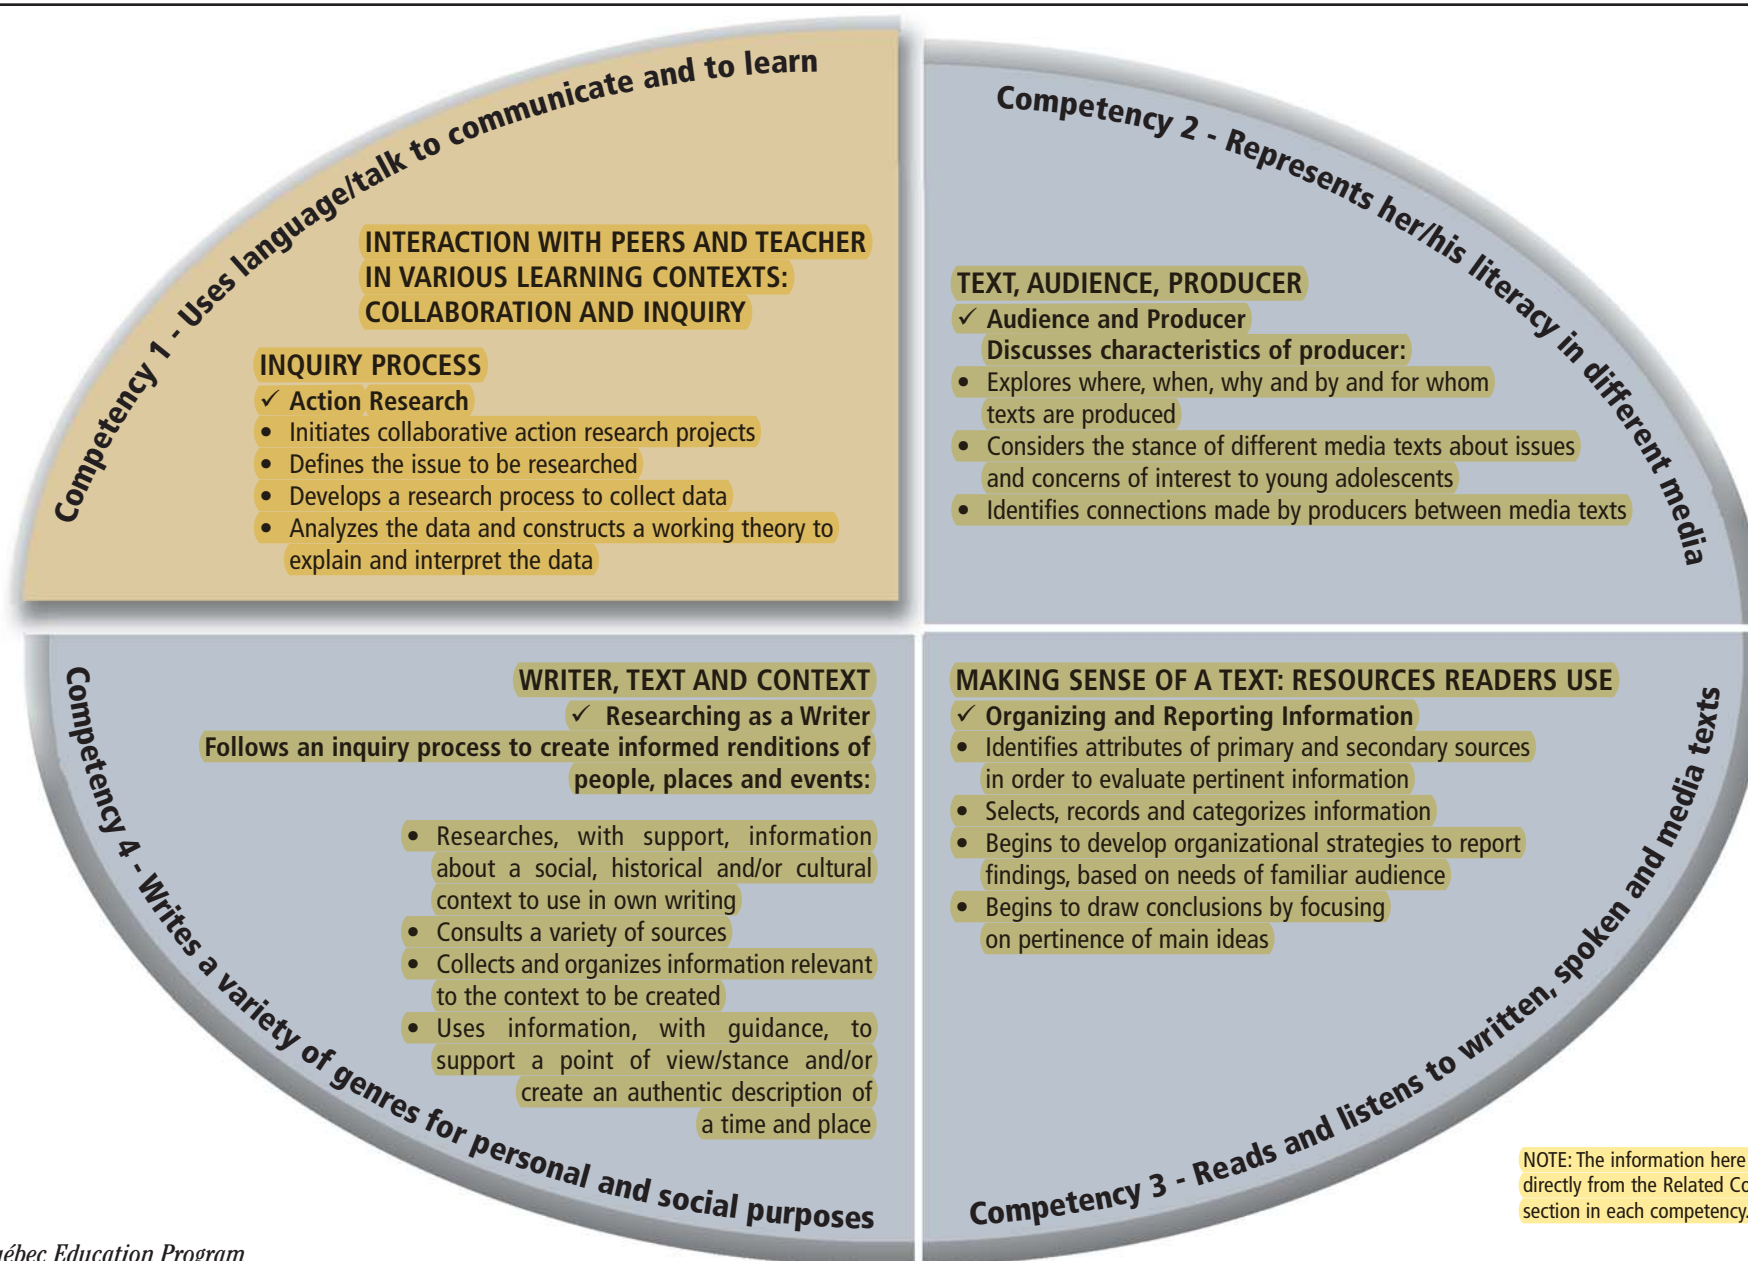 Competency 1 - Uses language/talk to communicate and to learn
INTERACTION WITH PEERS AND TEACHER
IN VARIOUS LEARNING CONTEXTS:
COLLABORATION AND INQUIRY
INQUIRY PROCESS
✓ Action Research
• Initiates collaborative action research projects
• Defines the issue to be researched
• Develops a research process to collect data
• Analyzes the data and constructs a working theory to
explain and interpret the data
Competency 2 - Represents her/his literacy in different media
TEXT, AUDIENCE, PRODUCER
✓ Audience and Producer
Discusses characteristics of producer:
• Explores where, when, why and by and for whom
texts are produced
• Considers the stance of different media texts about issues
and concerns of interest to young adolescents
• Identifies connections made by producers between media texts
Competency 4 - Writes a variety of genres for personal and social purposes
WRITER, TEXT AND CONTEXT
✓ Researching as a Writer
Follows an inquiry process to create informed renditions of
people, places and events:
• Researches, with support, information
about a social, historical and/or cultural
context to use in own writing
• Consults a variety of sources
• Collects and organizes information relevant
to the context to be created
• Uses information, with guidance, to
support a point of view/stance and/or
create an authentic description of
a time and place
MAKING SENSE OF A TEXT: RESOURCES READERS USE
✓ Organizing and Reporting Information
• Identifies attributes of primary and secondary sources
in order to evaluate pertinent information
• Selects, records and categorizes information
• Begins to develop organizational strategies to report
findings, based on needs of familiar audience
• Begins to draw conclusions by focusing
on pertinence of main ideas
Competency 3 - Reads and listens to written, spoken and media texts
NOTE: The information here
directly from the Related Co
section in each competency.
ébec Education Program